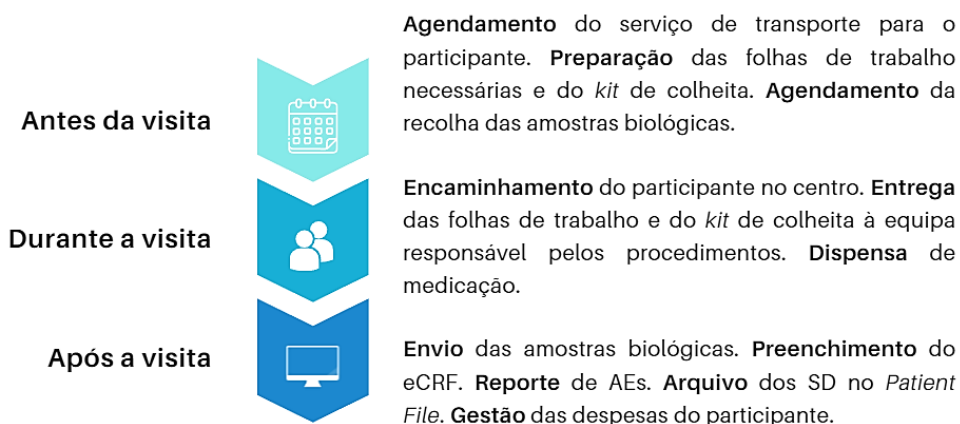 Antes da visita
Agendamento do serviço de transporte para o
participante. Preparação das folhas de trabalho
necessárias e do kit de colheita. Agendamento da
recolha das amostras biológicas.
Durante a visita
Encaminhamento do participante no centro. Entrega
das folhas de trabalho e do kit de colheita à equipa
responsável pelos procedimentos. Dispensa de
medicação.
Após a visita
Envio das amostras biológicas. Preenchimento do
eCRF. Reporte de AEs. Arquivo dos SD no Patient
File. Gestão das despesas do participante.